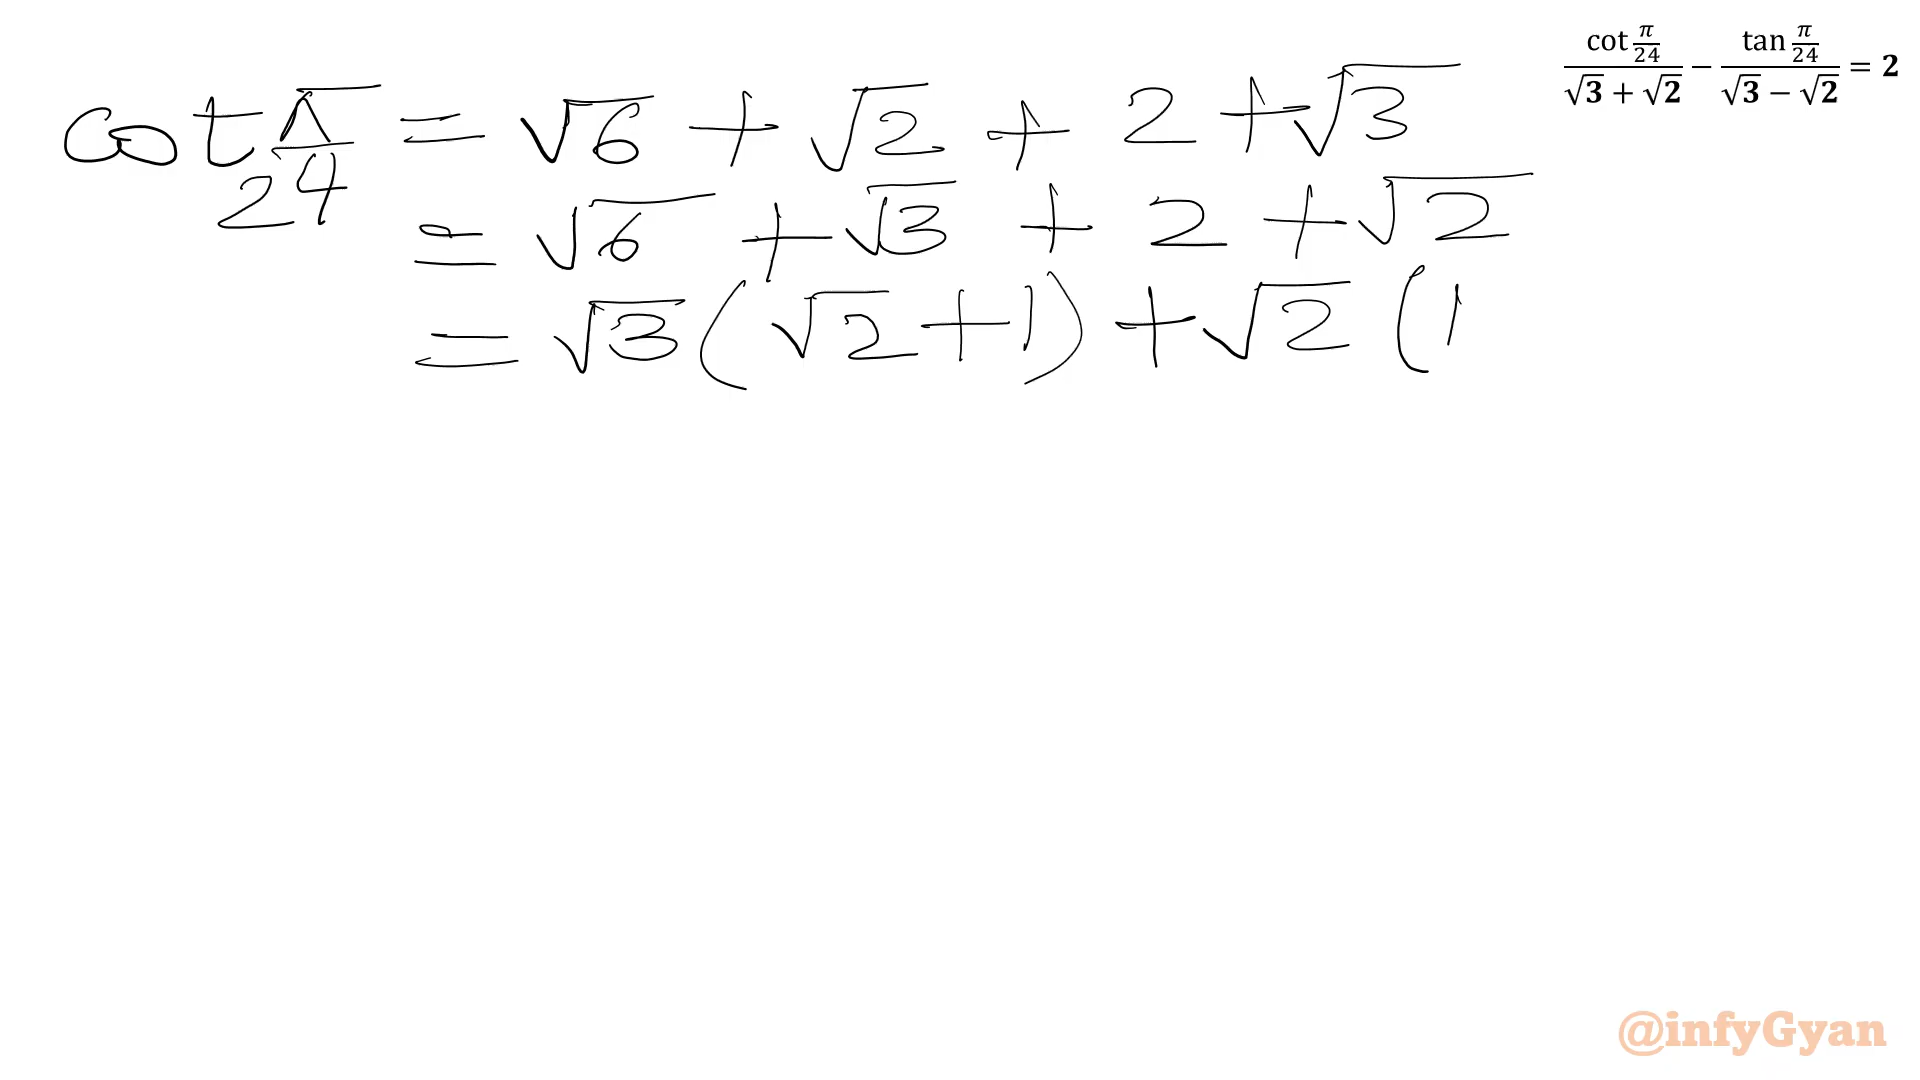 cot π/24 = √6 + √2 + 2 + √3
= √6 + √3 + 2 + √2
= √3 (√2 + 1) + √2 (1
cot π/24 / (√3 + √2) − tan π/24 / (√3 − √2) = 2
@infyGyan